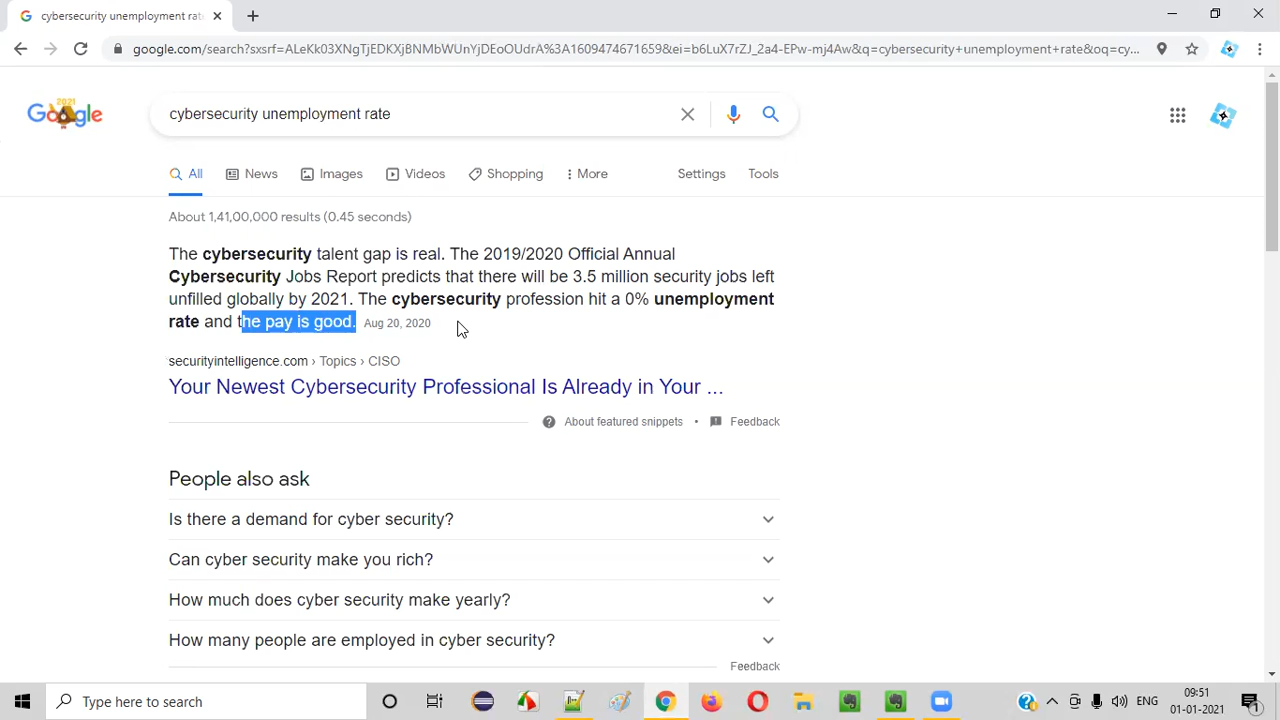 cybersecurity unemployment rat
google.com/search?sxsrf=ALeKk03XNgTjEDKXjBNMbWUnYjDEoOUdrA%3A1609474671659&ei=b6LuX7rZJ_2a4-EPw-mj4Aw&q=cybersecurity+unemployment+rate&oq=cy...
2021
Google
cybersecurity unemployment rate
All News Images Videos Shopping More Settings Tools
About 1,41,00,000 results (0.45 seconds)
The cybersecurity talent gap is real. The 2019/2020 Official Annual
Cybersecurity Jobs Report predicts that there will be 3.5 million security jobs left
unfilled globally by 2021. The cybersecurity profession hit a 0% unemployment
rate and the pay is good. Aug 20, 2020
securityintelligence.com › Topics › CISO
Your Newest Cybersecurity Professional Is Already in Your ...
About featured snippets • Feedback
People also ask
Is there a demand for cyber security?
Can cyber security make you rich?
How much does cyber security make yearly?
How many people are employed in cyber security?
Feedback
Type here to search
ENG
09:51
01-01-2021
1